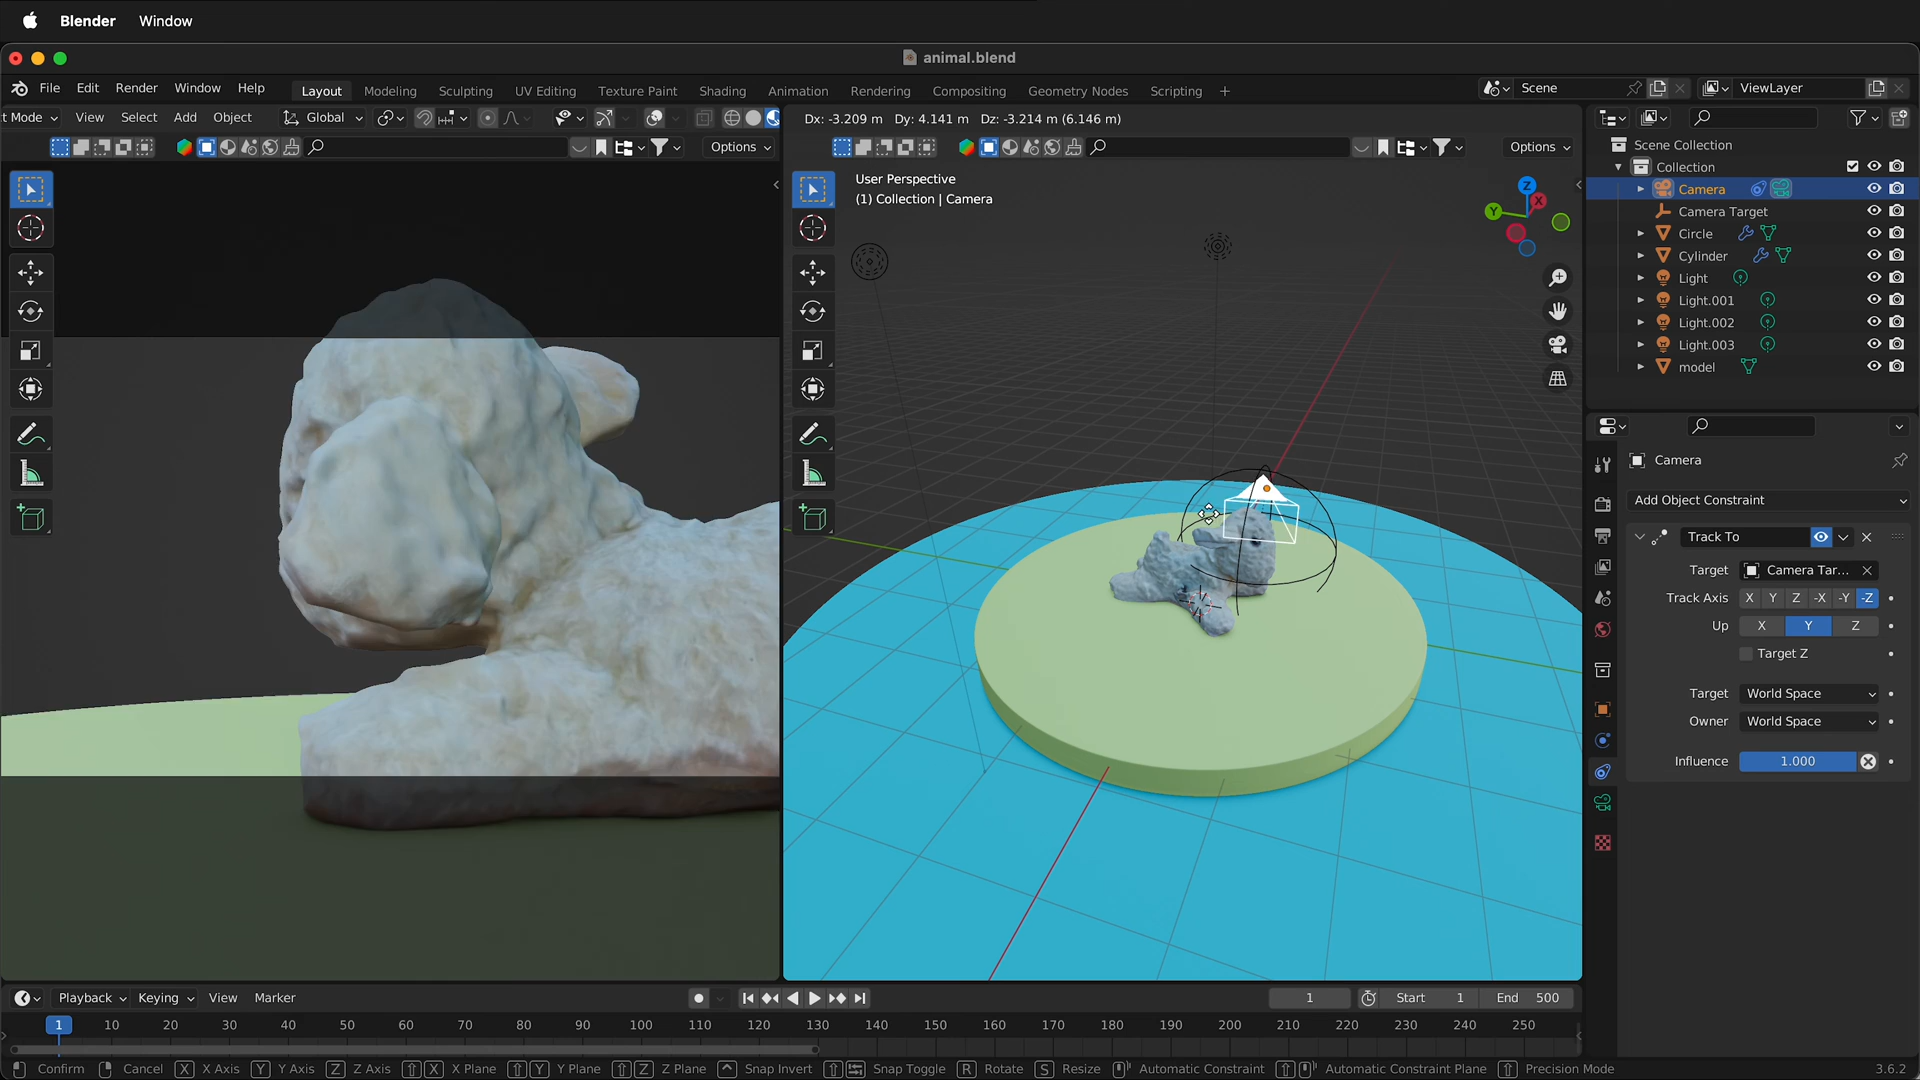 Blender Window
animal.blend
File Edit Render Window Help Layout Modeling Sculpting UV Editing Texture Paint Shading Animation Rendering Compositing Geometry Nodes Scripting + Scene ViewLayer
t Mode View Select Add Object Global
Dx: -3.209 m Dy: 4.141 m Dz: -3.214 m (6.146 m)
Options
Options
User Perspective
(1) Collection | Camera
Z
X
Y
Scene Collection
Collection
Camera
Camera Target
Circle
Cylinder
Light
Light.001
Light.002
Light.003
model
Camera
Add Object Constraint
Track To
Target Camera Tar...
Track Axis X Y Z -X -Y -Z
Up X Y Z
Target Z
Target World Space
Owner World Space
Influence 1.000
Playback Keying View Marker 1 Start 1 End 500
1 10 20 30 40 50 60 70 80 90 100 110 120 130 140 150 160 170 180 190 200 210 220 230 240 250
Confirm Cancel X X Axis Y Y Axis Z Z Axis X X Plane Y Y Plane Z Z Plane Snap Invert Snap Toggle R Rotate S Resize Automatic Constraint Automatic Constraint Plane Precision Mode 3.6.2